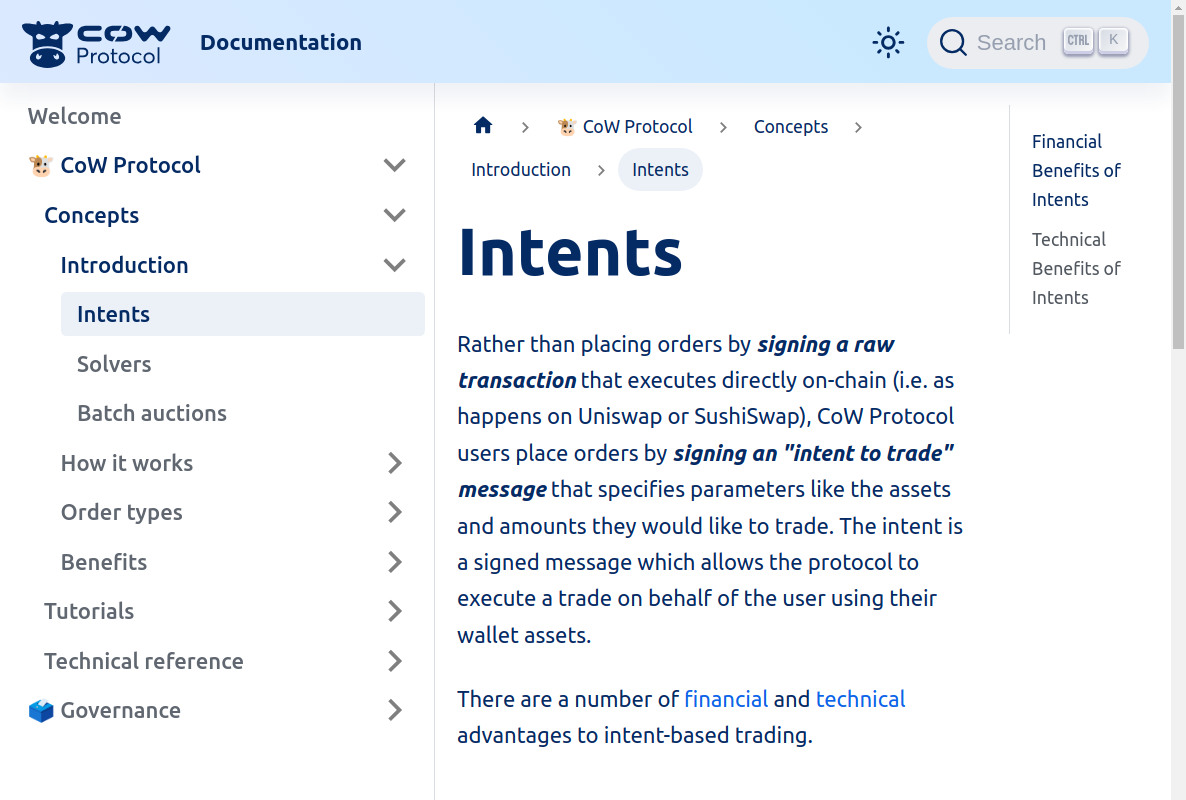 COW Protocol
Documentation
Search
CTRL K
Welcome
CoW Protocol
Concepts
Introduction
Intents
Solvers
Batch auctions
How it works
Order types
Benefits
Tutorials
Technical reference
Governance
CoW Protocol > Concepts >
Introduction > Intents
Intents
Rather than placing orders by signing a raw
transaction that executes directly on-chain (i.e. as
happens on Uniswap or SushiSwap), CoW Protocol
users place orders by signing an "intent to trade"
message that specifies parameters like the assets
and amounts they would like to trade. The intent is
a signed message which allows the protocol to
execute a trade on behalf of the user using their
wallet assets.
There are a number of financial and technical
advantages to intent-based trading.
Financial
Benefits of
Intents
Technical
Benefits of
Intents